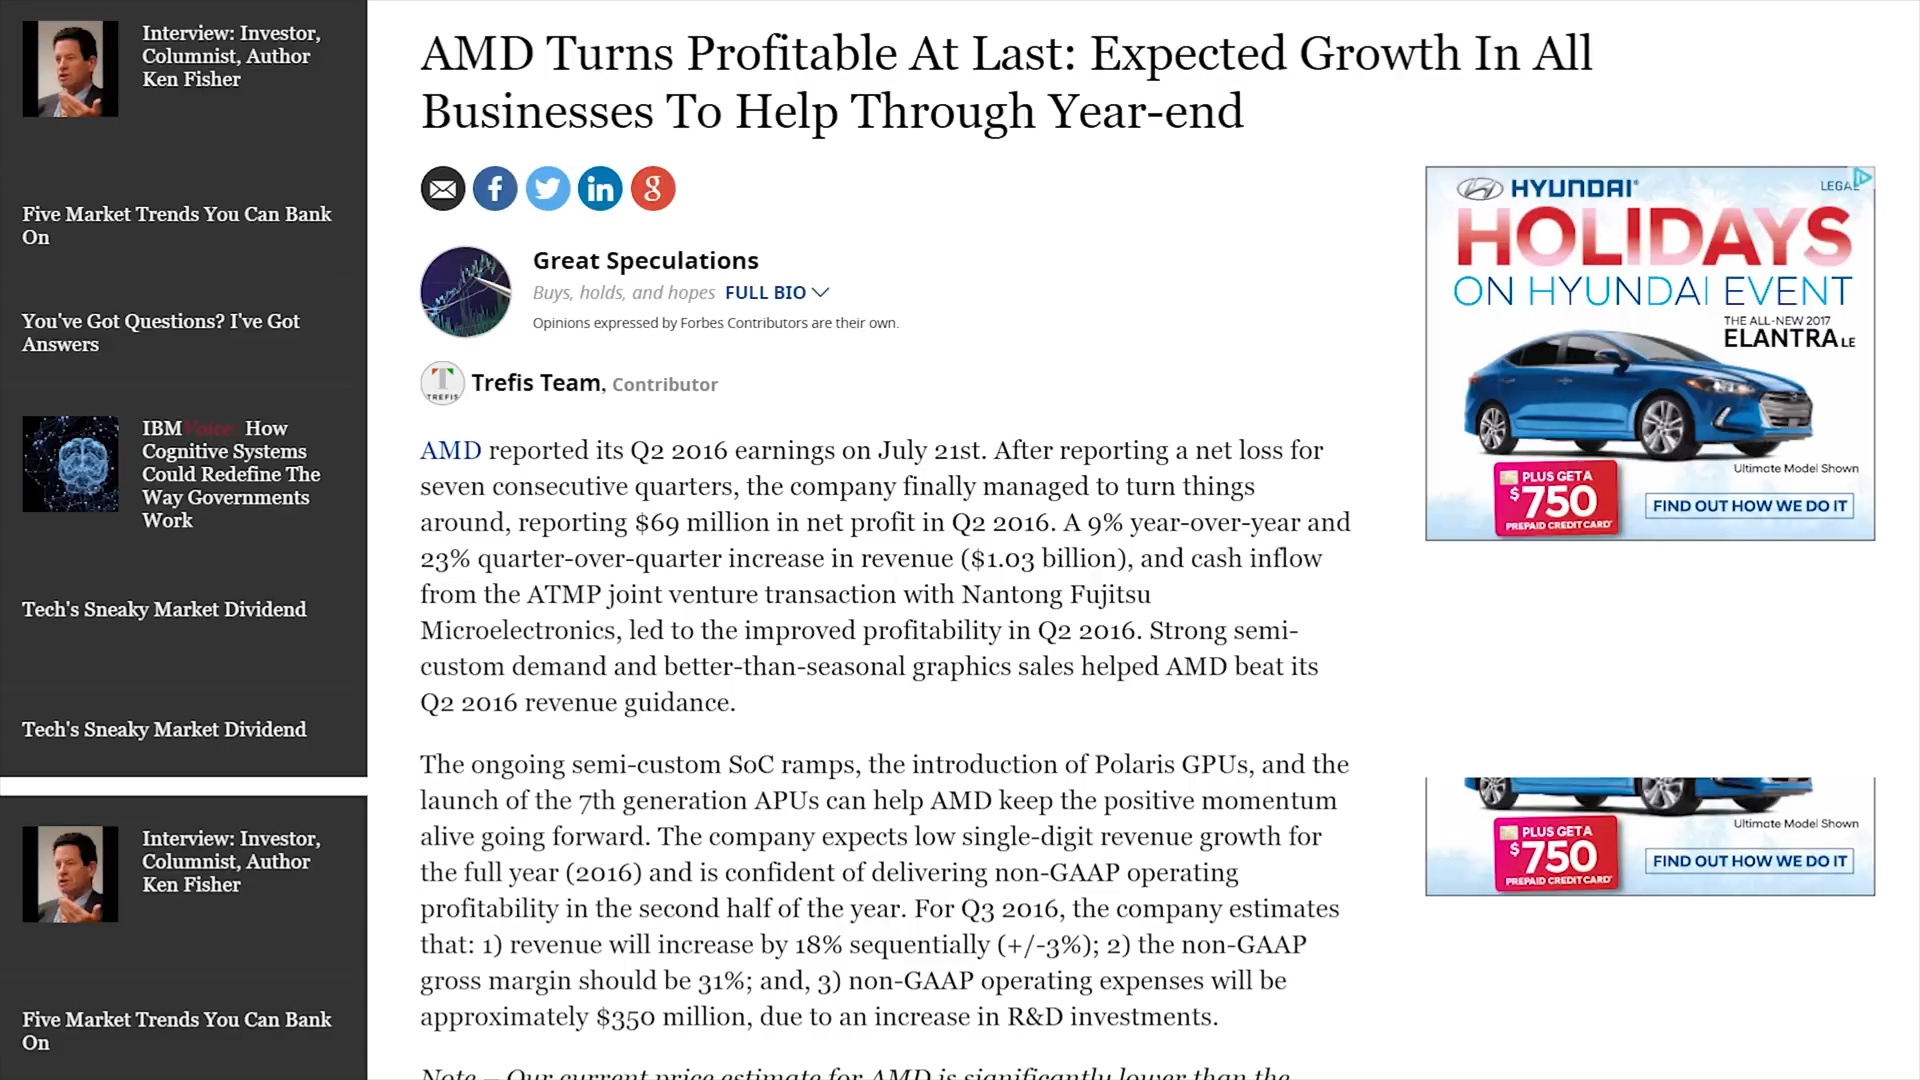 Interview: Investor,
Columnist, Author
Ken Fisher
Five Market Trends You Can Bank
On
You've Got Questions? I've Got
Answers
IBMVoice: How
Cognitive Systems
Could Redefine The
Way Governments
Work
Tech's Sneaky Market Dividend
Tech's Sneaky Market Dividend
Interview: Investor,
Columnist, Author
Ken Fisher
Five Market Trends You Can Bank
On
AMD Turns Profitable At Last: Expected Growth In All
Businesses To Help Through Year-end
Great Speculations
Buys, holds, and hopes FULL BIO
Opinions expressed by Forbes Contributors are their own.
TREFIS
Trefis Team, Contributor
AMD reported its Q2 2016 earnings on July 21st. After reporting a net loss for
seven consecutive quarters, the company finally managed to turn things
around, reporting $69 million in net profit in Q2 2016. A 9% year-over-year and
23% quarter-over-quarter increase in revenue ($1.03 billion), and cash inflow
from the ATMP joint venture transaction with Nantong Fujitsu
Microelectronics, led to the improved profitability in Q2 2016. Strong semi-
custom demand and better-than-seasonal graphics sales helped AMD beat its
Q2 2016 revenue guidance.
The ongoing semi-custom SoC ramps, the introduction of Polaris GPUs, and the
launch of the 7th generation APUs can help AMD keep the positive momentum
alive going forward. The company expects low single-digit revenue growth for
the full year (2016) and is confident of delivering non-GAAP operating
profitability in the second half of the year. For Q3 2016, the company estimates
that: 1) revenue will increase by 18% sequentially (+/-3%); 2) the non-GAAP
gross margin should be 31%; and, 3) non-GAAP operating expenses will be
approximately $350 million, due to an increase in R&D investments.
Note – Our current price estimate for AMD is significantly lower than the
HYUNDAI
LEGAL
HOLIDAYS
ON HYUNDAI EVENT
THE ALL-NEW 2017
ELANTRA LE
Ultimate Model Shown
PLUS GET A
$750
PREPAID CREDIT CARD*
FIND OUT HOW WE DO IT
Ultimate Model Shown
PLUS GET A
$750
PREPAID CREDIT CARD*
FIND OUT HOW WE DO IT